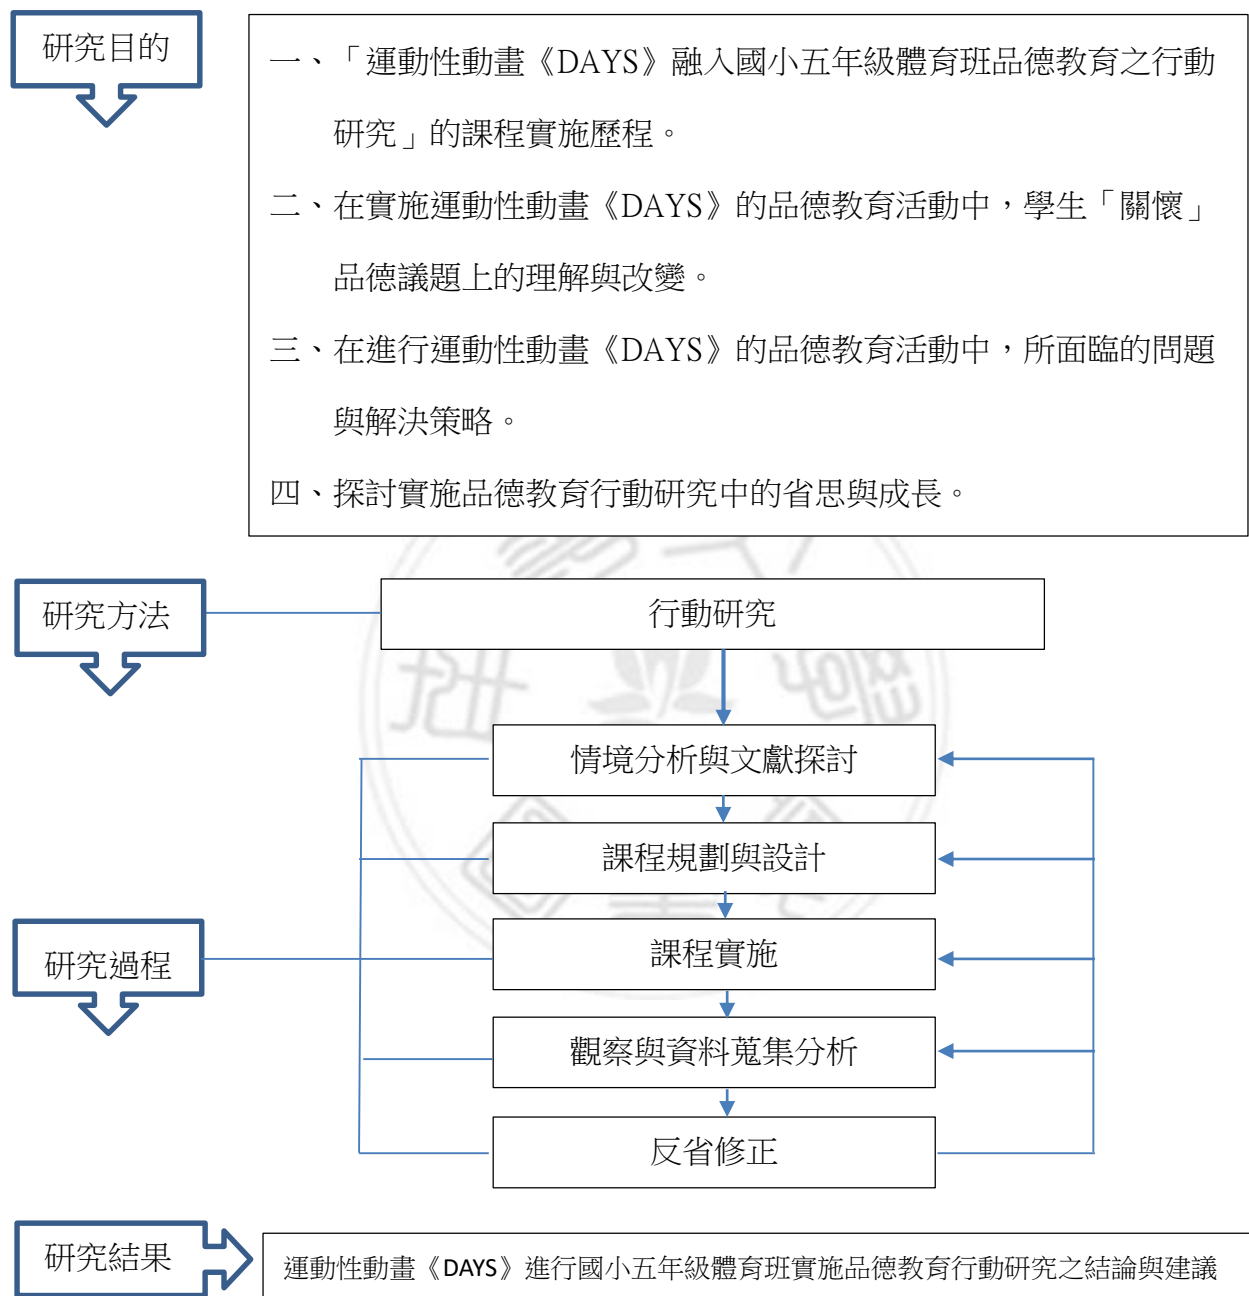 研究目的
一、「運動性動畫《DAYS》融入國小五年級體育班品德教育之行動
研究」的課程實施歷程。
二、在實施運動性動畫《DAYS》的品德教育活動中，學生「關懷」
品德議題上的理解與改變。
三、在進行運動性動畫《DAYS》的品德教育活動中，所面臨的問題
與解決策略。
四、探討實施品德教育行動研究中的省思與成長。
研究方法
行動研究
情境分析與文獻探討
課程規劃與設計
研究過程
課程實施
觀察與資料蒐集分析
反省修正
研究結果
運動性動畫《DAYS》進行國小五年級體育班實施品德教育行動研究之結論與建議